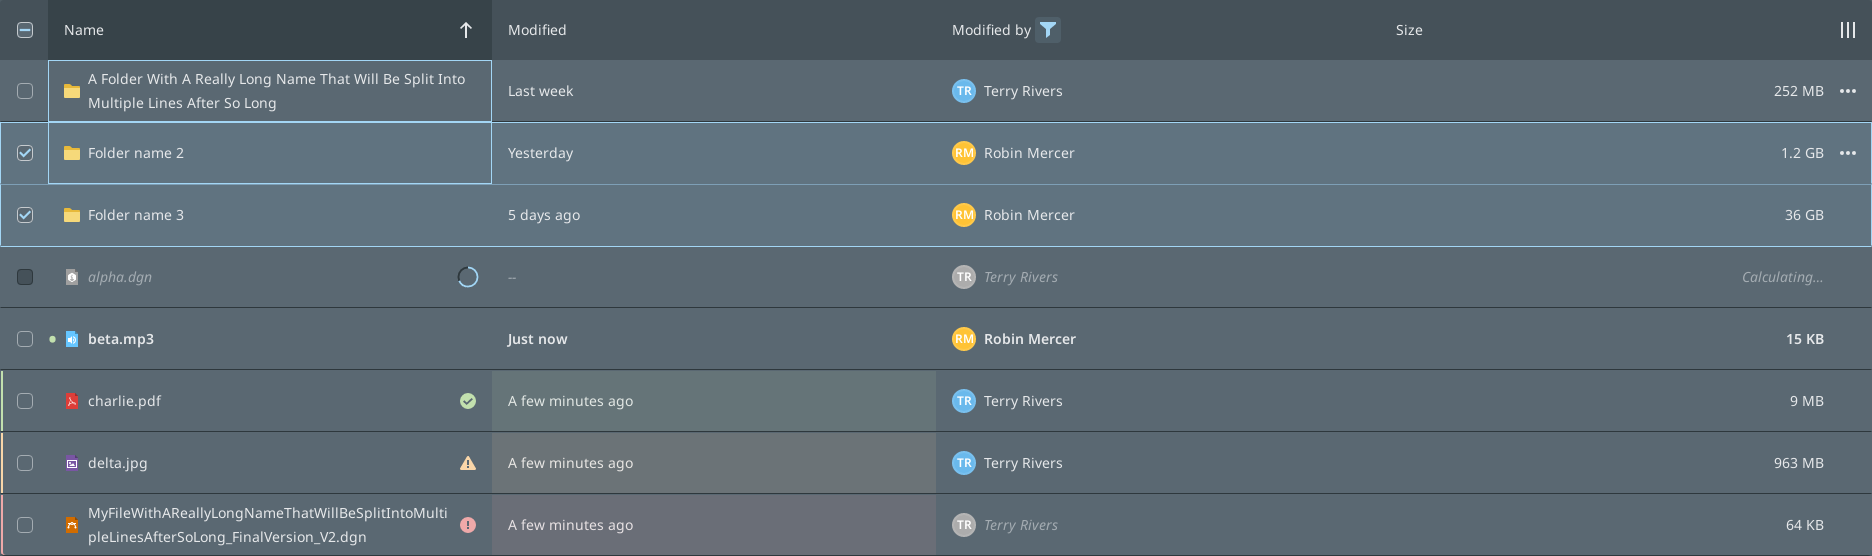 Name
Modified
Modified by
Size
A Folder With A Really Long Name That Will Be Split Into
Multiple Lines After So Long
Last week
TR
Terry Rivers
252 MB
Folder name 2
Yesterday
RM
Robin Mercer
1.2 GB
Folder name 3
5 days ago
RM
Robin Mercer
36 GB
alpha.dgn
--
TR
Terry Rivers
Calculating...
beta.mp3
Just now
RM
Robin Mercer
15 KB
charlie.pdf
A few minutes ago
TR
Terry Rivers
9 MB
delta.jpg
A few minutes ago
TR
Terry Rivers
963 MB
MyFileWithAReallyLongNameThatWillBeSplitIntoMulti
pleLinesAfterSoLong_FinalVersion_V2.dgn
A few minutes ago
TR
Terry Rivers
64 KB